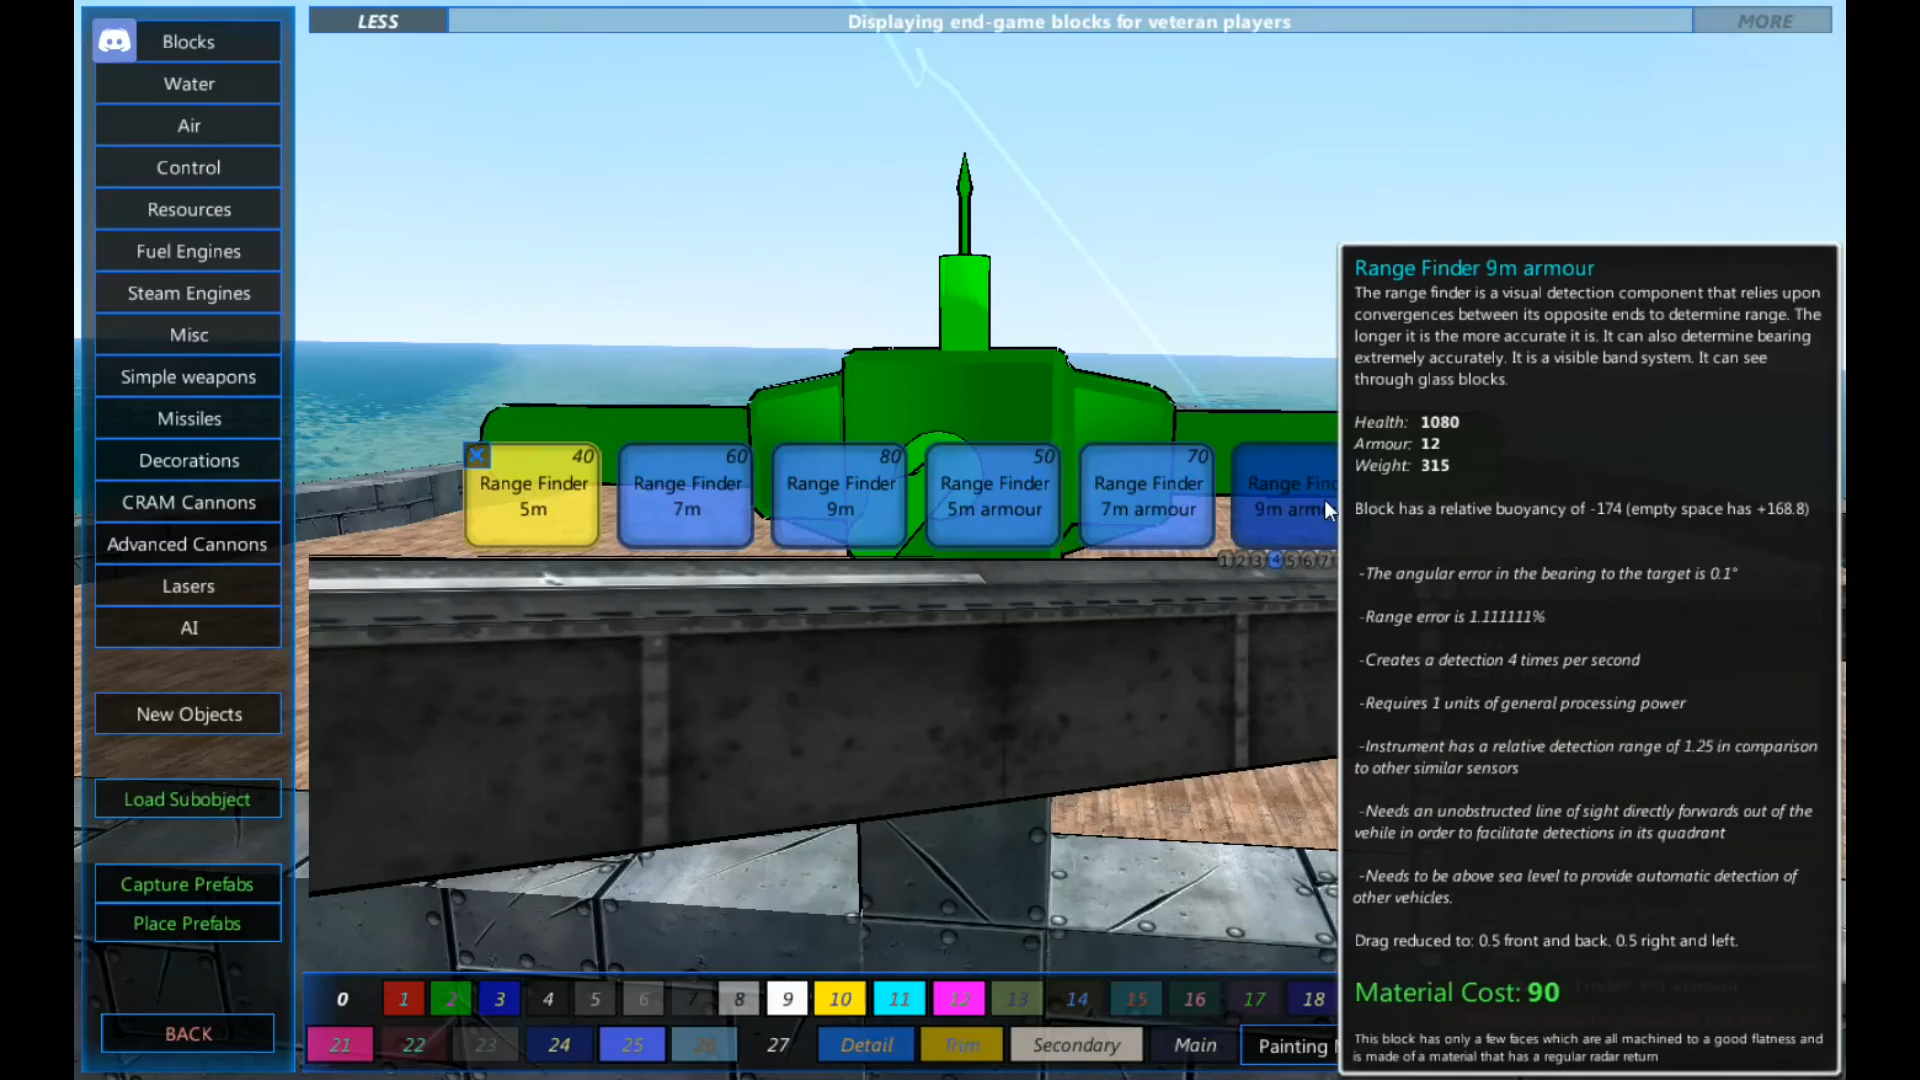 LESS
Displaying end-game blocks for veteran players
MORE
Blocks
Water
Air
Control
Resources
Fuel Engines
Steam Engines
Misc
Simple weapons
Missiles
Decorations
CRAM Cannons
Advanced Cannons
Lasers
AI
New Objects
Load Subobject
Capture Prefabs
Place Prefabs
BACK
40
Range Finder
5m
60
Range Finder
7m
80
Range Finder
9m
50
Range Finder
5m armour
70
Range Finder
7m armour
Range
9m
1 2 3 4 5 6 7
Range Finder 9m armour
The range finder is a visual detection component that relies upon
convergences between its opposite ends to determine range. The
longer it is the more accurate it is. It can also determine bearing
extremely accurately. It is a visible band system. It can see
through glass blocks.
Health: 1080
Armour: 12
Weight: 315
Block has a relative buoyancy of -174 (empty space has +168.8)
-The angular error in the bearing to the target is 0.1°
-Range error is 1.111111%
-Creates a detection 4 times per second
-Requires 1 units of general processing power
-Instrument has a relative detection range of 1.25 in comparison
to other similar sensors
-Needs an unobstructed line of sight directly forwards out of the
vehile in order to facilitate detections in its quadrant
-Needs to be above sea level to provide automatic detection of
other vehicles.
Drag reduced to: 0.5 front and back. 0.5 right and left.
Material Cost: 90
This block has only a few faces which are all machined to a good flatness and
is made of a material that has a regular radar return
0 1 2 3 4 5 6 7 8 9 10 11 12 13 14 15 16 17 18
21 22 23 24 25 26 27 Detail Trim Secondary Main Painting